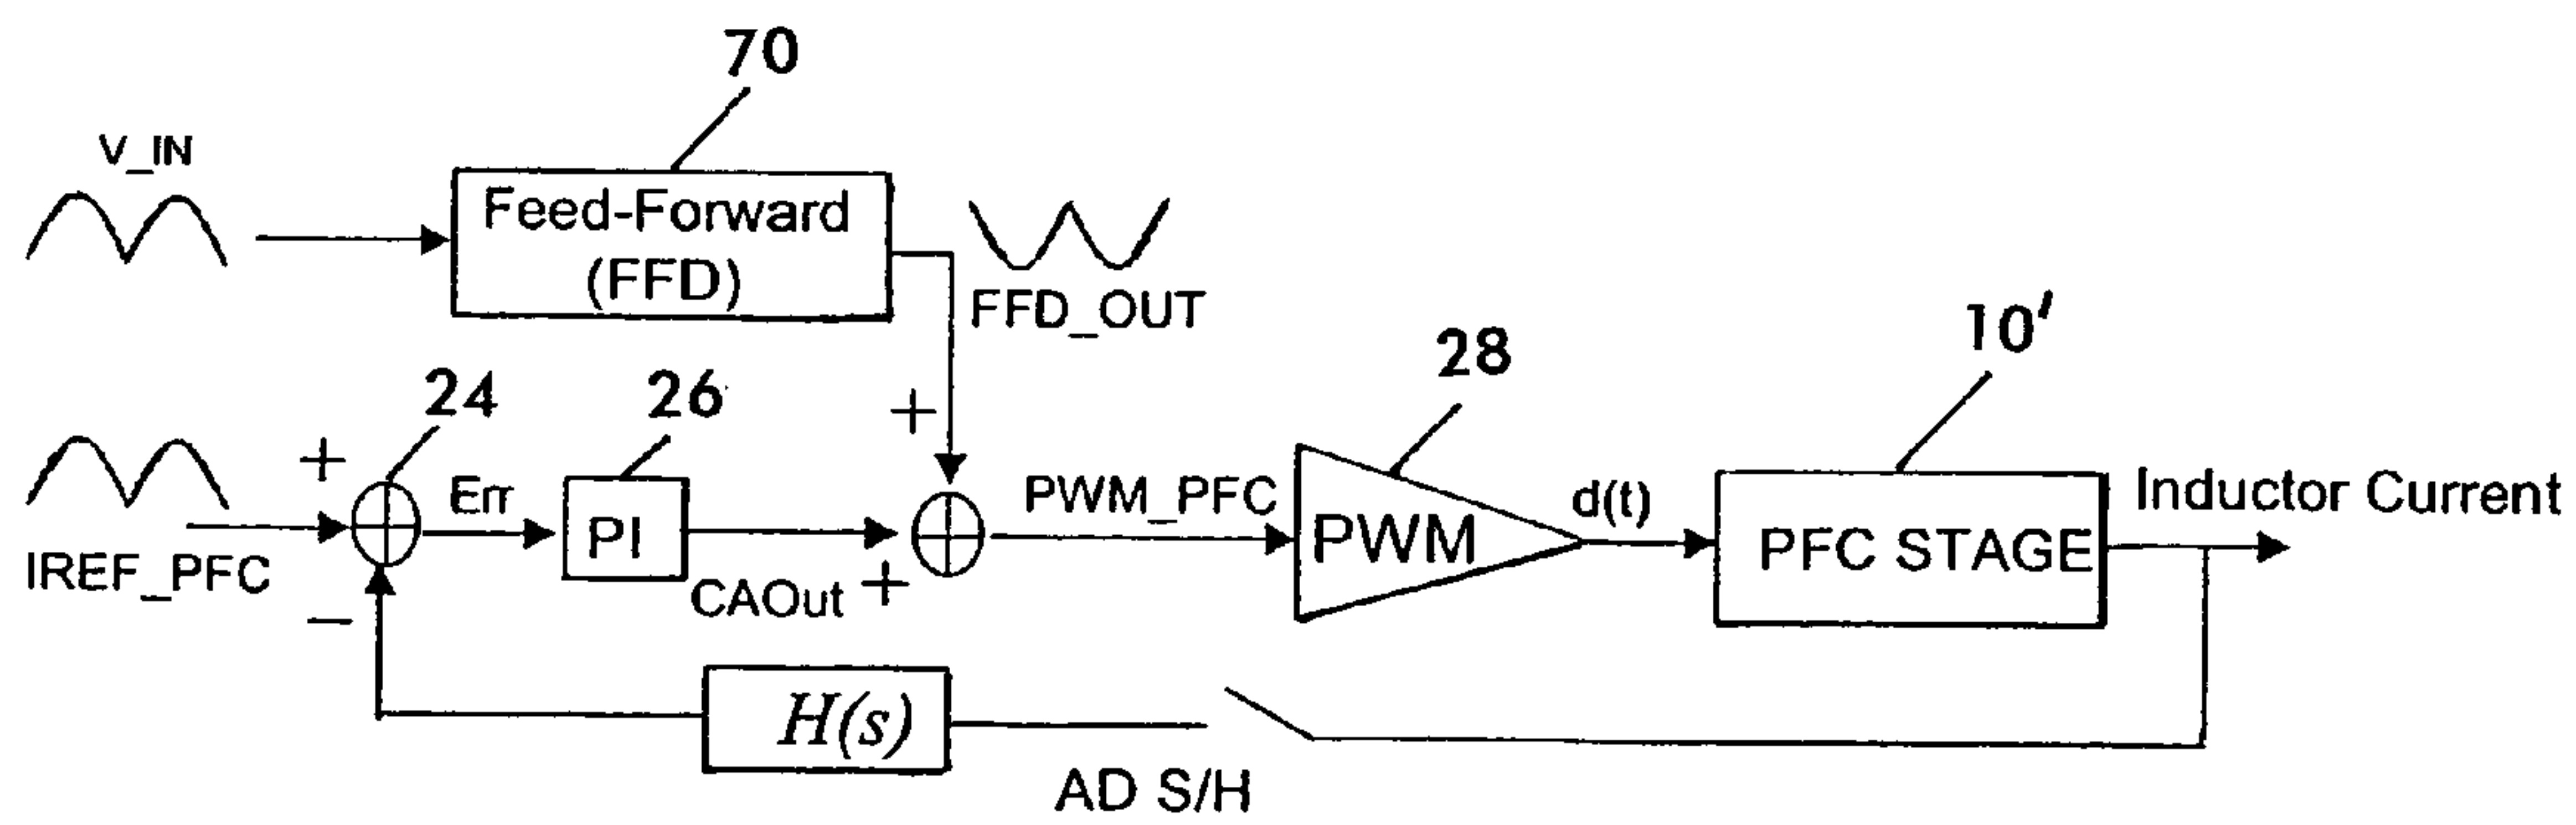 70
V_IN
Feed-Forward
(FFD)
FFD_OUT
10'
28
24
26
+
+
Err
PWM_PFC
d(t)
Inductor Current
PI
PWM
PFC STAGE
IREF_PFC
CAOut
+
−
H(s)
AD S/H